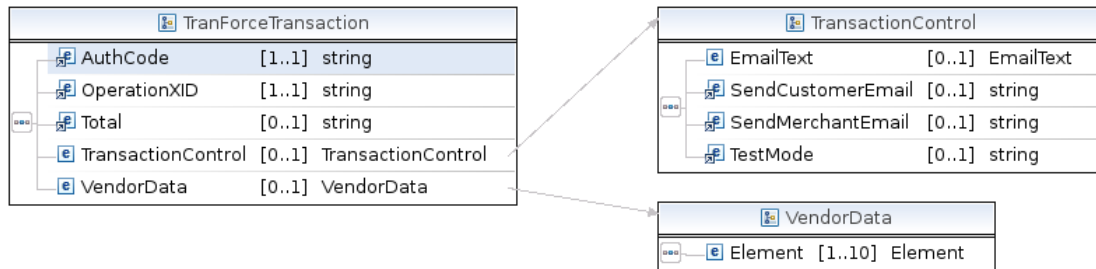 TranForceTransaction
AuthCode [1..1] string
OperationXID [1..1] string
Total [0..1] string
TransactionControl [0..1] TransactionControl
VendorData [0..1] VendorData
TransactionControl
EmailText [0..1] EmailText
SendCustomerEmail [0..1] string
SendMerchantEmail [0..1] string
TestMode [0..1] string
VendorData
Element [1..10] Element